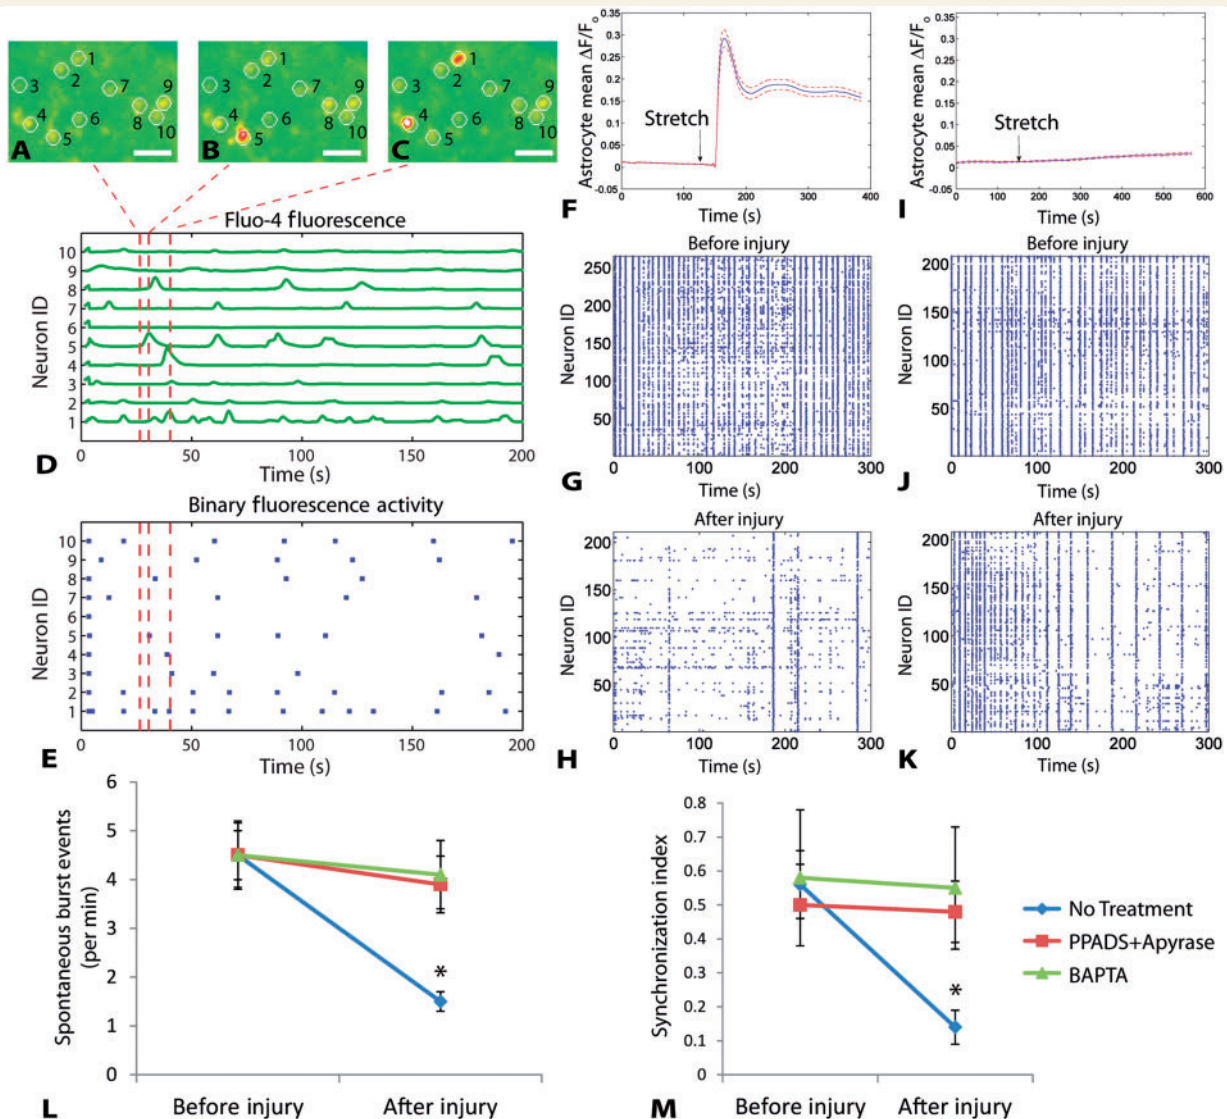 1
2
3
4
5
6
7
8
9
10
A
1
2
3
4
5
6
7
8
9
10
B
1
2
3
4
5
6
7
8
9
10
C
Fluo-4 fluorescence
Neuron ID
10
9
8
7
6
5
4
3
2
1
0 50 100 150 200
Time (s)
D
Binary fluorescence activity
Neuron ID
10
9
8
7
6
5
4
3
2
1
0 50 100 150 200
Time (s)
E
Astrocyte mean ΔF/Fo
0.35
0.3
0.25
0.2
0.15
0.1
0.05
0
-0.05
Stretch
0 100 200 300 400
Time (s)
F
Astrocyte mean ΔF/Fo
0.35
0.3
0.25
0.2
0.15
0.1
0.05
0
-0.05
Stretch
0 100 200 300 400 500 600
Time (s)
I
Before injury
Neuron ID
250
200
150
100
50
0 100 200 300
Time (s)
G
Before injury
Neuron ID
200
150
100
50
0 100 200 300
Time (s)
J
After injury
Neuron ID
200
150
100
50
0 100 200 300
Time (s)
H
After injury
Neuron ID
200
150
100
50
0 100 200 300
Time (s)
K
Spontaneous burst events
(per min)
6
5
4
3
2
1
0
*
Before injury After injury
L
Synchronization index
0.8
0.7
0.6
0.5
0.4
0.3
0.2
0.1
0
*
Before injury After injury
M
No Treatment
PPADS+Apyrase
BAPTA